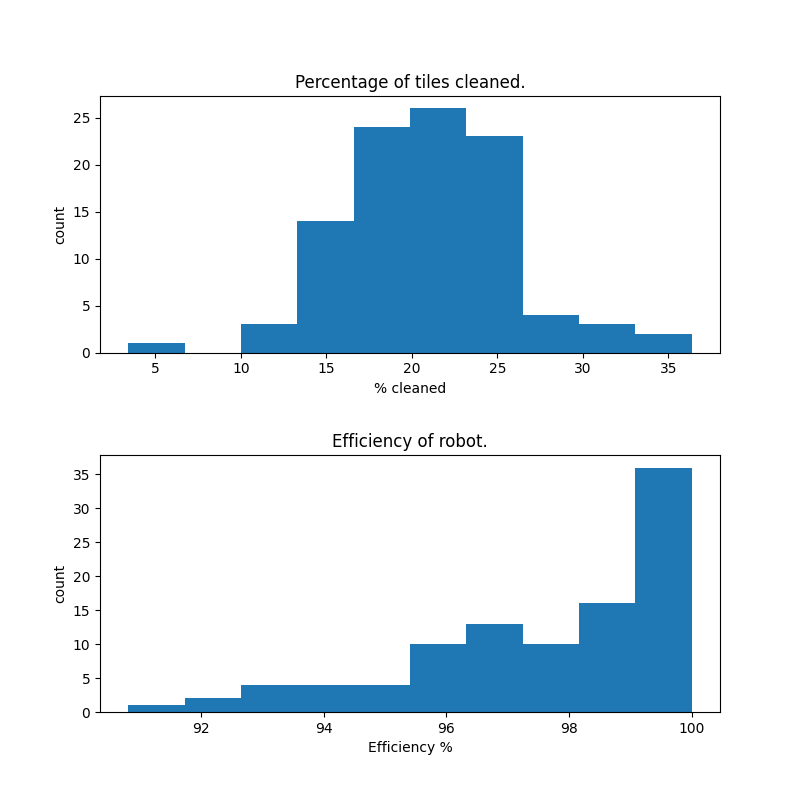 Percentage of tiles cleaned.
25
20
15
10
5
0
count
5 10 15 20 25 30 35
% cleaned
Efficiency of robot.
35
30
25
20
15
10
5
0
count
92 94 96 98 100
Efficiency %